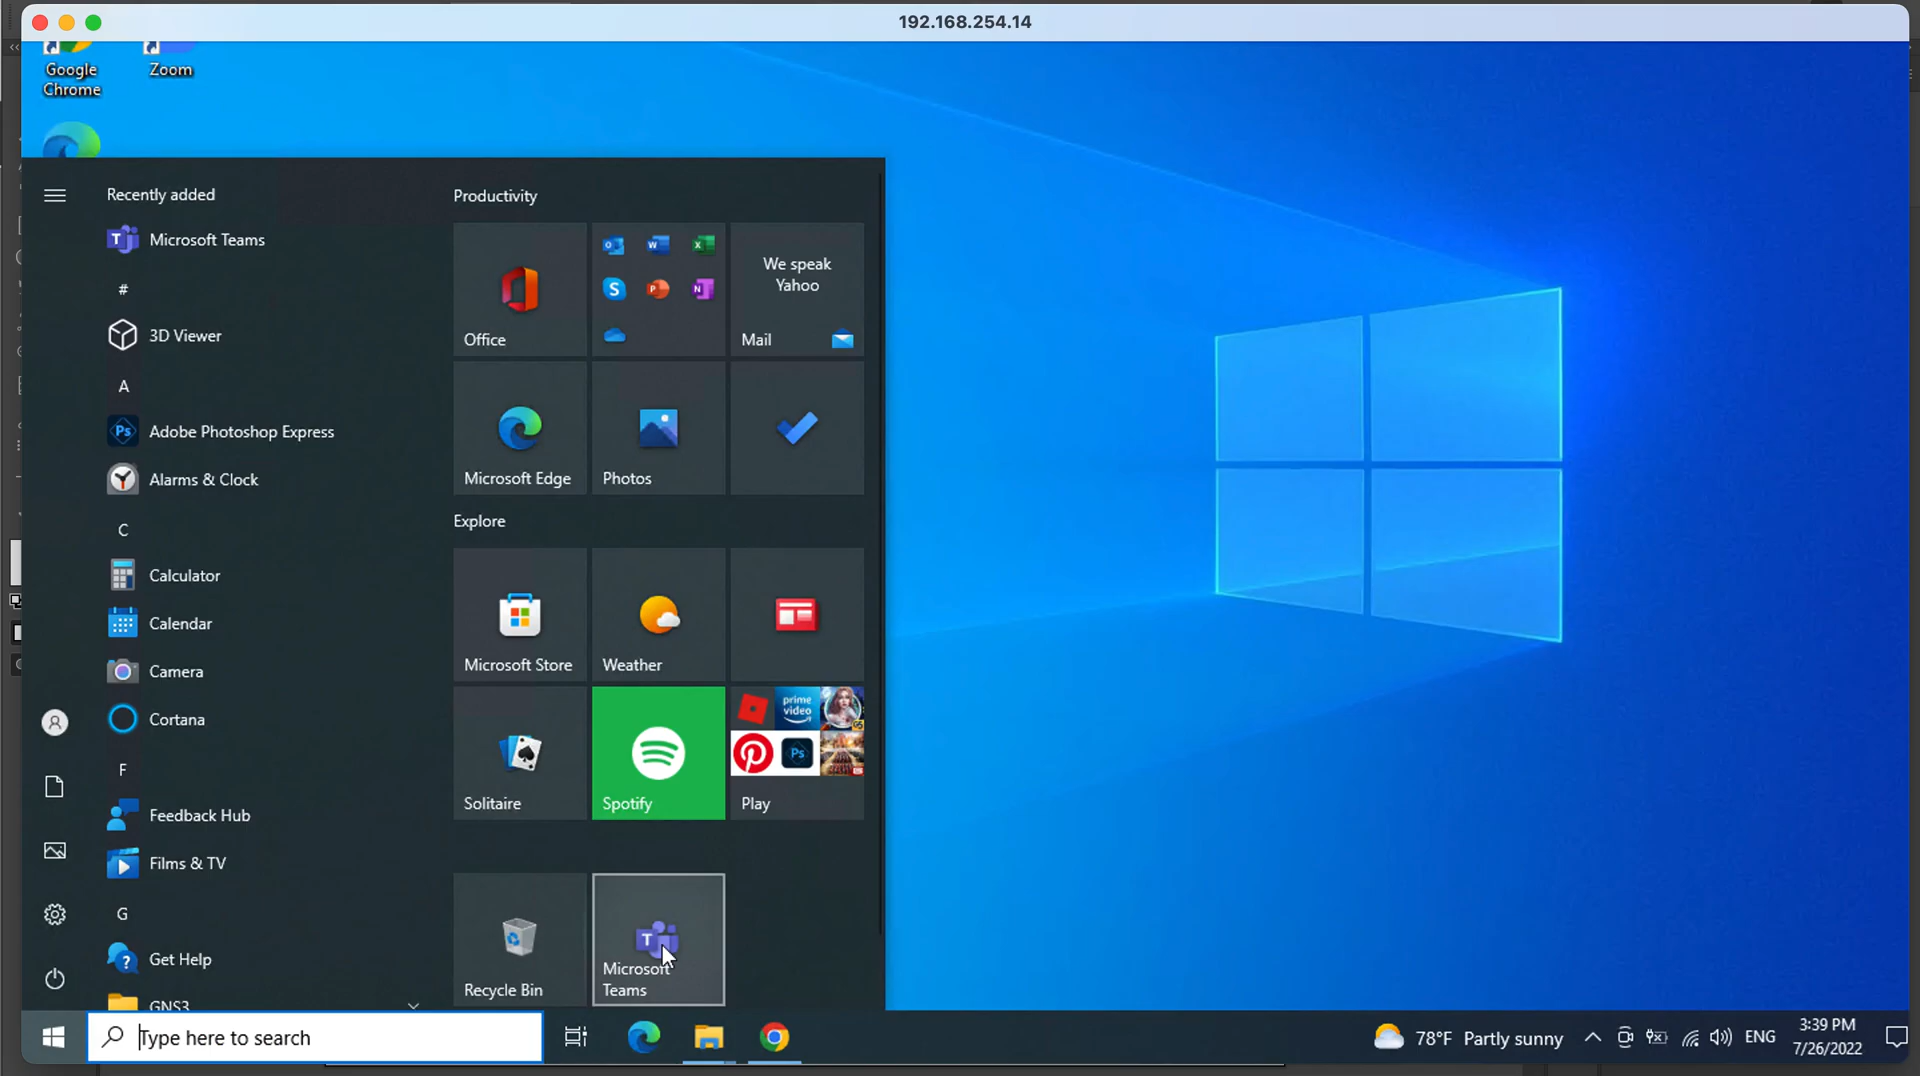 192.168.254.14
Google
Chrome
Zoom
Recently added
Microsoft Teams
#
3D Viewer
A
Adobe Photoshop Express
Alarms & Clock
C
Calculator
Calendar
Camera
Cortana
F
Feedback Hub
Films & TV
G
Get Help
GNS3
Productivity
Office
We speak
Yahoo
Mail
Microsoft Edge
Photos
Explore
Microsoft Store
Weather
Solitaire
Spotify
prime
video
Play
Recycle Bin
Microsoft
Teams
Type here to search
78°F Partly sunny
ENG
3:39 PM
7/26/2022